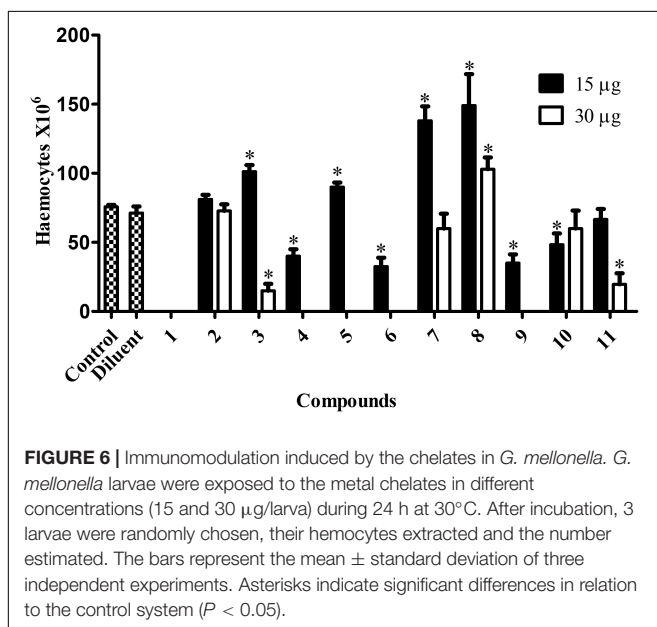 200
150
100
50
0
Haemocytes X10⁶
15 µg
30 µg
* * * * * * * * * *
Control
Diluent
1
2
3
4
5
6
7
8
9
10
11
Compounds
FIGURE 6 | Immunomodulation induced by the chelates in G. mellonella. G.
mellonella larvae were exposed to the metal chelates in different
concentrations (15 and 30 µg/larva) during 24 h at 30°C. After incubation, 3
larvae were randomly chosen, their hemocytes extracted and the number
estimated. The bars represent the mean ± standard deviation of three
independent experiments. Asterisks indicate significant differences in relation
to the control system (P < 0.05).